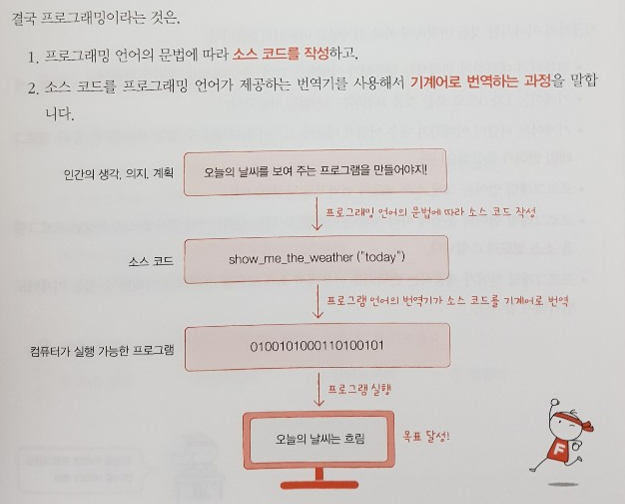 결국 프로그래밍이라는 것은,
1. 프로그래밍 언어의 문법에 따라 소스 코드를 작성하고,
2. 소스 코드를 프로그래밍 언어가 제공하는 번역기를 사용해서 기계어로 번역하는 과정을 말합
니다.
인간의 생각, 의지, 계획
오늘의 날씨를 보여 주는 프로그램을 만들어야지!
프로그래밍 언어의 문법에 따라 소스 코드 작성
소스 코드
show_me_the_weather ("today")
프로그램 언어의 번역기가 소스 코드를 기계어로 번역
컴퓨터가 실행 가능한 프로그램
0100101000110100101
프로그램 실행
오늘의 날씨는 흐림
목표 달성!
F